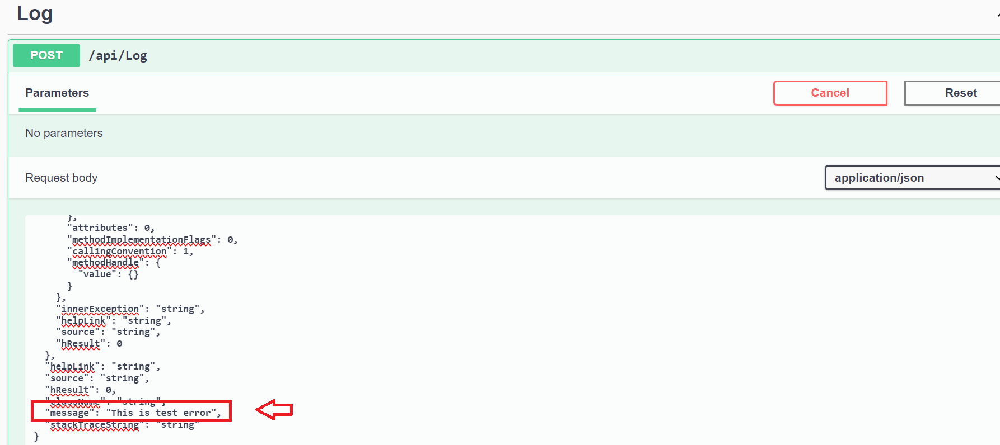 Log
POST /api/Log
Parameters Cancel Reset
No parameters
Request body application/json
},
"attributes": 0,
"methodImplementationFlags": 0,
"callingConvention": 1,
"methodHandle": {
"value": {}
}
},
"innerException": "string",
"helpLink": "string",
"source": "string",
"hResult": 0
},
"helpLink": "string",
"source": "string",
"hResult": 0,
"className": "string",
"message": "This is test error",
"stackTraceString": "string"
}